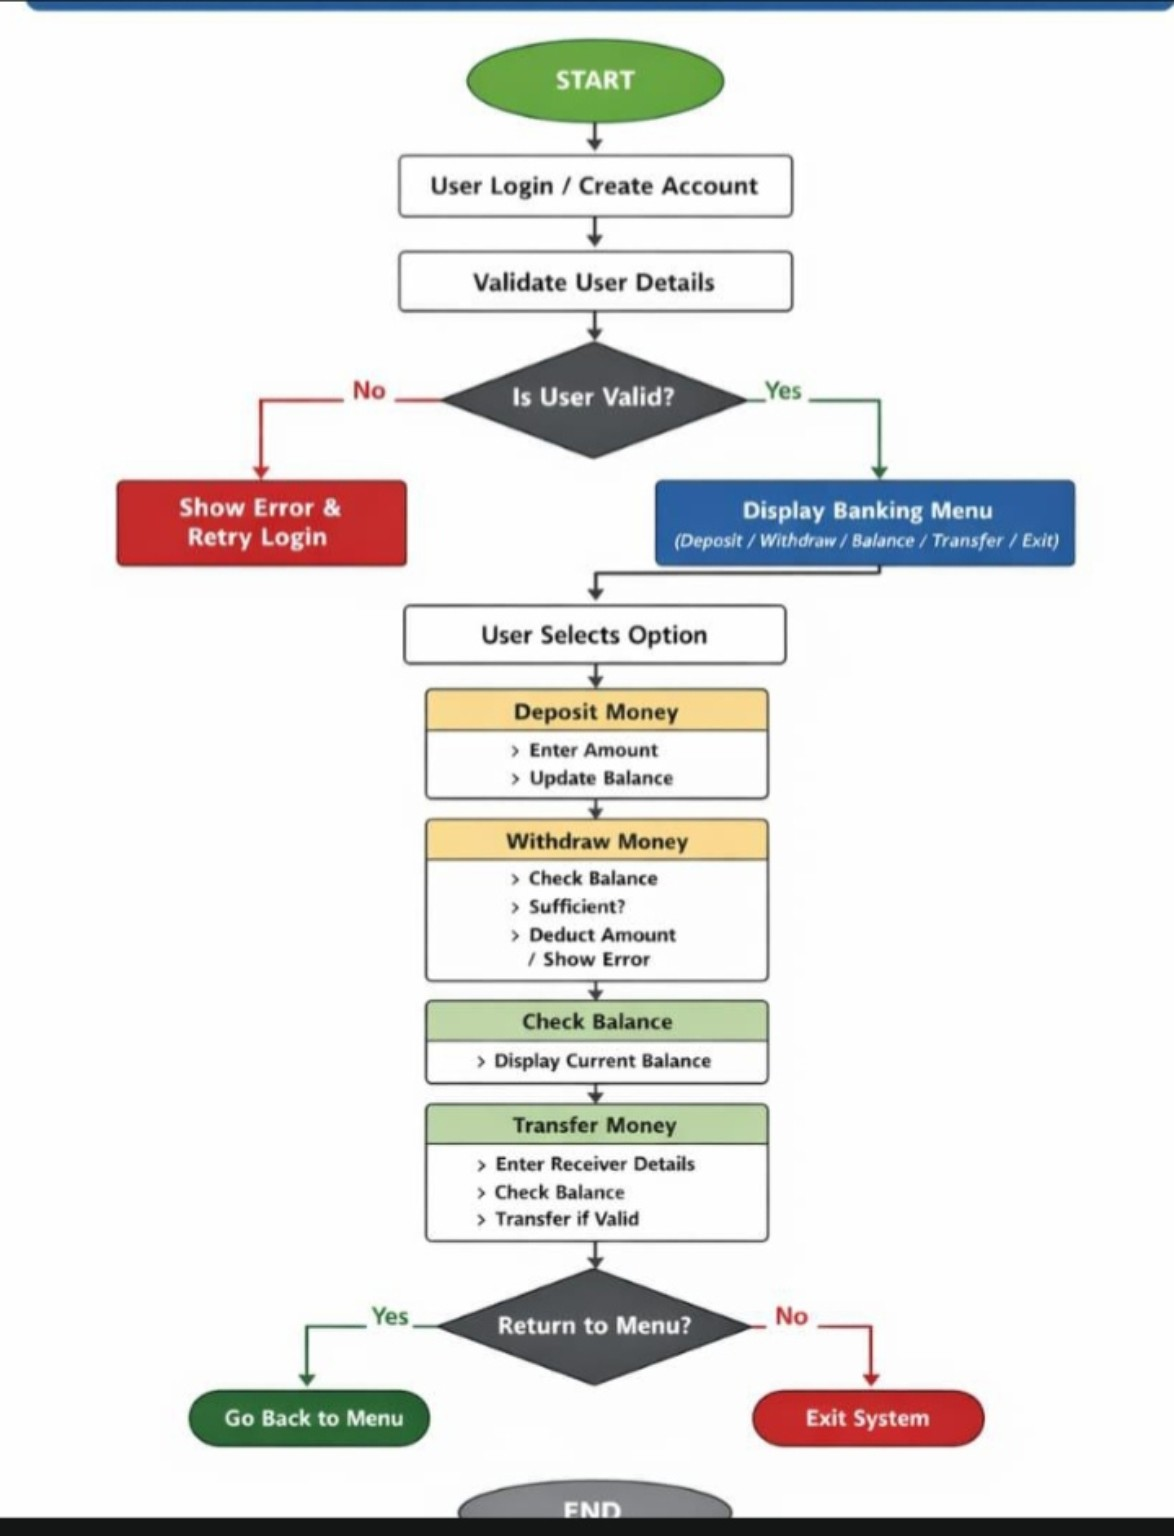 START
User Login / Create Account
Validate User Details
Is User Valid?
No
Yes
Show Error &
Retry Login
Display Banking Menu
(Deposit / Withdraw / Balance / Transfer / Exit)
User Selects Option
Deposit Money
> Enter Amount
> Update Balance
Withdraw Money
> Check Balance
> Sufficient?
> Deduct Amount
/ Show Error
Check Balance
> Display Current Balance
Transfer Money
> Enter Receiver Details
> Check Balance
> Transfer if Valid
Return to Menu?
Yes
No
Go Back to Menu
Exit System
END